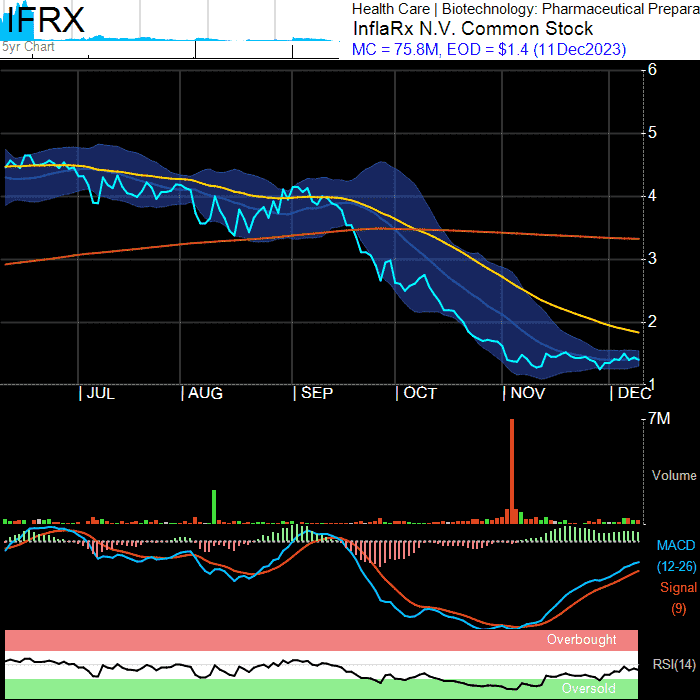 IFRX
5yr Chart
Health Care | Biotechnology: Pharmaceutical Prepara
InflaRx N.V. Common Stock
MC = 75.8M, EOD = $1.4 (11Dec2023)
6
5
4
3
2
1
JUL AUG SEP OCT NOV DEC
7M
Volume
MACD
(12-26)
Signal
(9)
Overbought
RSI(14)
Oversold